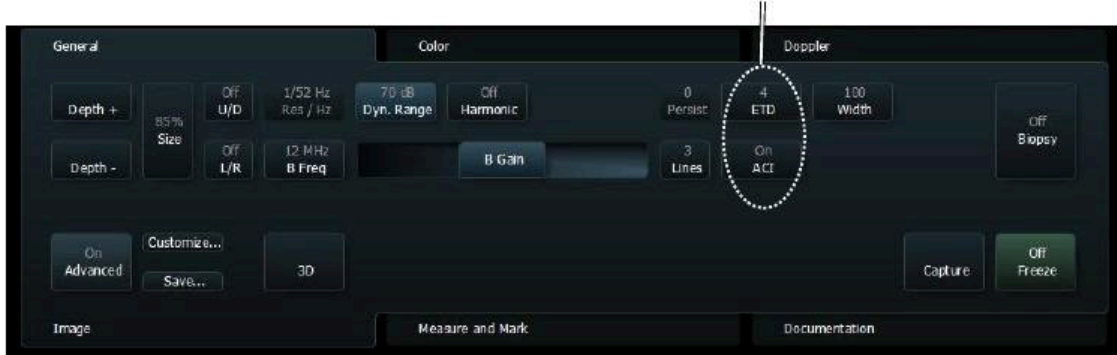 General Color Doppler
Off 1/52 Hz 70 dB Off 0 4 100
Depth + U/D Res / Hz Dyn. Range Harmonic Persist ETD Width
85% Off
Size Biopsy
Off 12 MHz B Gain 3 On
Depth - L/R B Freq Lines ACI
On Customize... Off
Advanced Save... 3D Capture Freeze
Image Measure and Mark Documentation